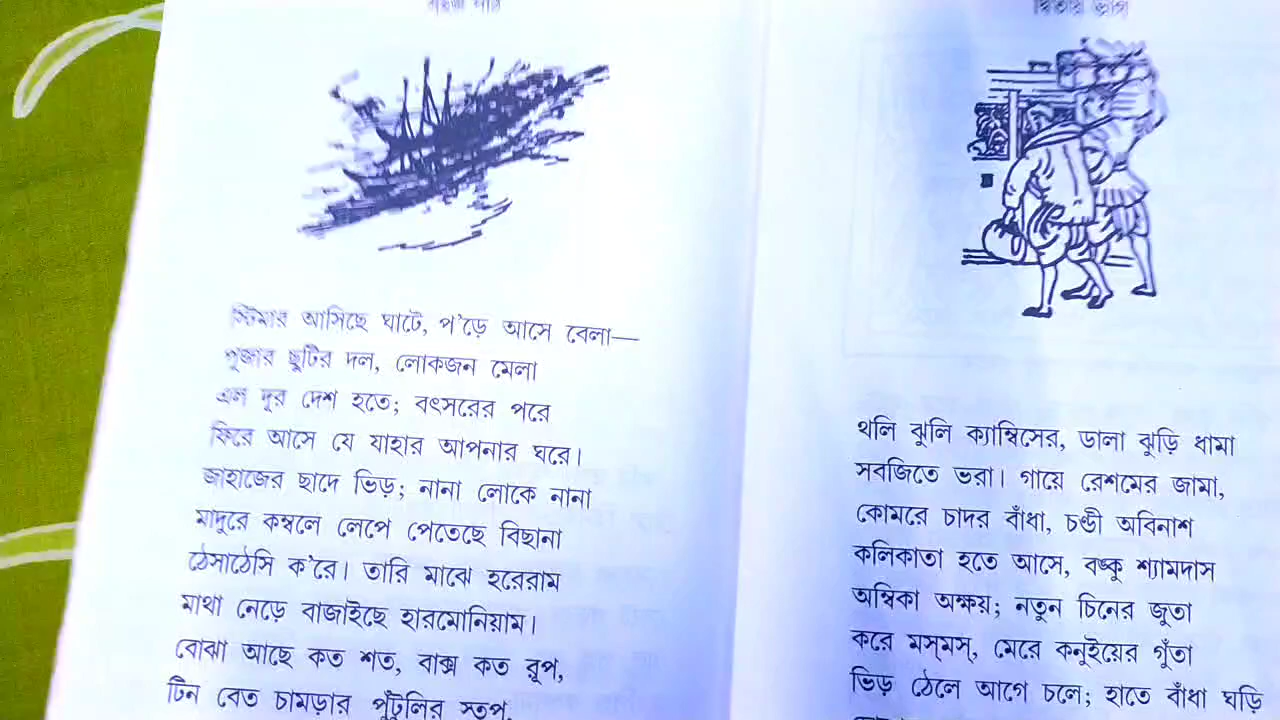 দ্বিতীয় ভাগ
স্টিমার আসিছে ঘাটে, প'ড়ে আসে বেলা—
পূজার ছুটির দল, লোকজন মেলা
এল দূর দেশ হতে; বৎসরের পরে
ফিরে আসে যে যাহার আপনার ঘরে।
জাহাজের ছাদে ভিড়; নানা লোকে নানা
মাদুরে কম্বলে লেপে পেতেছে বিছানা
ঠেসাঠেসি ক'রে। তারি মাঝে হরেরাম
মাথা নেড়ে বাজাইছে হারমোনিয়াম।
বোঝা আছে কত শত, বাক্স কত রূপ,
টিন বেত চামড়ার পুঁটুলির স্তূপ,
থলি ঝুলি ক্যাম্বিসের, ডালা ঝুড়ি ধামা
সবজিতে ভরা। গায়ে রেশমের জামা,
কোমরে চাদর বাঁধা, চণ্ডী অবিনাশ
কলিকাতা হতে আসে, বঙ্কু শ্যামদাস
অম্বিকা অক্ষয়; নতুন চিনের জুতা
করে মস্‌মস্‌, মেরে কনুইয়ের গুঁতা
ভিড় ঠেলে আগে চলে; হাতে বাঁধা ঘড়ি